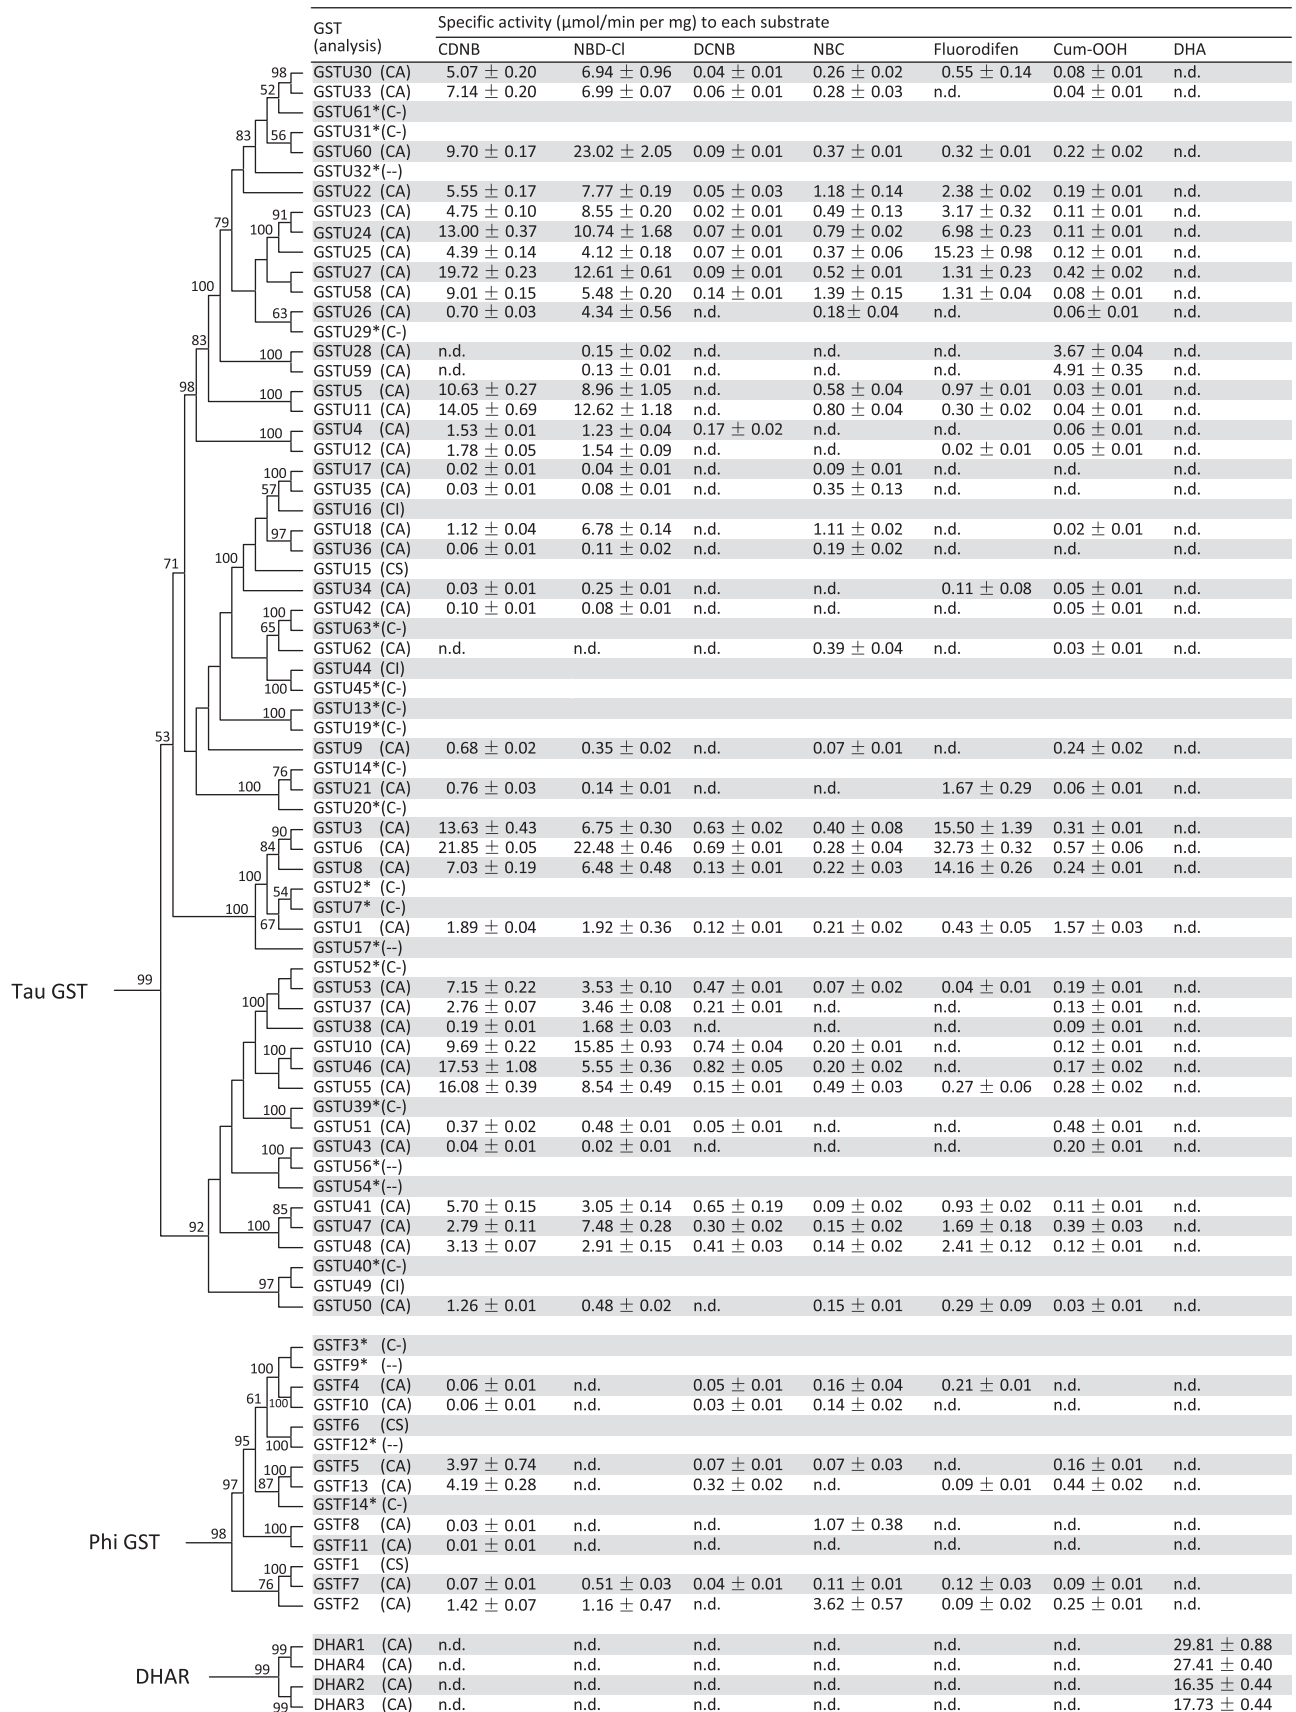 GST Specific activity (μmol/min per mg) to each substrate
(analysis) CDNB NBD-Cl DCNB NBC Fluorodifen Cum-OOH DHA
98 GSTU30 (CA) 5.07 ± 0.20 6.94 ± 0.96 0.04 ± 0.01 0.26 ± 0.02 0.55 ± 0.14 0.08 ± 0.01 n.d.
52 GSTU33 (CA) 7.14 ± 0.20 6.99 ± 0.07 0.06 ± 0.01 0.28 ± 0.03 n.d. 0.04 ± 0.01 n.d.
GSTU61*(C-)
83 56 GSTU31*(C-)
GSTU60 (CA) 9.70 ± 0.17 23.02 ± 2.05 0.09 ± 0.01 0.37 ± 0.01 0.32 ± 0.01 0.22 ± 0.02 n.d.
GSTU32*(--)
GSTU22 (CA) 5.55 ± 0.17 7.77 ± 0.19 0.05 ± 0.03 1.18 ± 0.14 2.38 ± 0.02 0.19 ± 0.01 n.d.
79 91 GSTU23 (CA) 4.75 ± 0.10 8.55 ± 0.20 0.02 ± 0.01 0.49 ± 0.13 3.17 ± 0.32 0.11 ± 0.01 n.d.
100 GSTU24 (CA) 13.00 ± 0.37 10.74 ± 1.68 0.07 ± 0.01 0.79 ± 0.02 6.98 ± 0.23 0.11 ± 0.01 n.d.
GSTU25 (CA) 4.39 ± 0.14 4.12 ± 0.18 0.07 ± 0.01 0.37 ± 0.06 15.23 ± 0.98 0.12 ± 0.01 n.d.
GSTU27 (CA) 19.72 ± 0.23 12.61 ± 0.61 0.09 ± 0.01 0.52 ± 0.01 1.31 ± 0.23 0.42 ± 0.02 n.d.
100 GSTU58 (CA) 9.01 ± 0.15 5.48 ± 0.20 0.14 ± 0.01 1.39 ± 0.15 1.31 ± 0.04 0.08 ± 0.01 n.d.
63 GSTU26 (CA) 0.70 ± 0.03 4.34 ± 0.56 n.d. 0.18± 0.04 n.d. 0.06± 0.01 n.d.
GSTU29*(C-)
83 100 GSTU28 (CA) n.d. 0.15 ± 0.02 n.d. n.d. n.d. 3.67 ± 0.04 n.d.
GSTU59 (CA) n.d. 0.13 ± 0.01 n.d. n.d. n.d. 4.91 ± 0.35 n.d.
98 100 GSTU5 (CA) 10.63 ± 0.27 8.96 ± 1.05 n.d. 0.58 ± 0.04 0.97 ± 0.01 0.03 ± 0.01 n.d.
GSTU11 (CA) 14.05 ± 0.69 12.62 ± 1.18 n.d. 0.80 ± 0.04 0.30 ± 0.02 0.04 ± 0.01 n.d.
100 GSTU4 (CA) 1.53 ± 0.01 1.23 ± 0.04 0.17 ± 0.02 n.d. n.d. 0.06 ± 0.01 n.d.
GSTU12 (CA) 1.78 ± 0.05 1.54 ± 0.09 n.d. n.d. 0.02 ± 0.01 0.05 ± 0.01 n.d.
100 GSTU17 (CA) 0.02 ± 0.01 0.04 ± 0.01 n.d. 0.09 ± 0.01 n.d. n.d. n.d.
57 GSTU35 (CA) 0.03 ± 0.01 0.08 ± 0.01 n.d. 0.35 ± 0.13 n.d. n.d. n.d.
GSTU16 (CI)
97 GSTU18 (CA) 1.12 ± 0.04 6.78 ± 0.14 n.d. 1.11 ± 0.02 n.d. 0.02 ± 0.01 n.d.
100 GSTU36 (CA) 0.06 ± 0.01 0.11 ± 0.02 n.d. 0.19 ± 0.02 n.d. n.d. n.d.
71 GSTU15 (CS)
GSTU34 (CA) 0.03 ± 0.01 0.25 ± 0.01 n.d. n.d. 0.11 ± 0.08 0.05 ± 0.01 n.d.
100 GSTU42 (CA) 0.10 ± 0.01 0.08 ± 0.01 n.d. n.d. n.d. 0.05 ± 0.01 n.d.
65 GSTU63*(C-)
GSTU62 (CA) n.d. n.d. n.d. 0.39 ± 0.04 n.d. 0.03 ± 0.01 n.d.
GSTU44 (CI)
100 GSTU45*(C-)
100 GSTU13*(C-)
GSTU19*(C-)
53 GSTU9 (CA) 0.68 ± 0.02 0.35 ± 0.02 n.d. 0.07 ± 0.01 n.d. 0.24 ± 0.02 n.d.
76 GSTU14*(C-)
100 GSTU21 (CA) 0.76 ± 0.03 0.14 ± 0.01 n.d. n.d. 1.67 ± 0.29 0.06 ± 0.01 n.d.
GSTU20*(C-)
90 GSTU3 (CA) 13.63 ± 0.43 6.75 ± 0.30 0.63 ± 0.02 0.40 ± 0.08 15.50 ± 1.39 0.31 ± 0.01 n.d.
84 GSTU6 (CA) 21.85 ± 0.05 22.48 ± 0.46 0.69 ± 0.01 0.28 ± 0.04 32.73 ± 0.32 0.57 ± 0.06 n.d.
100 GSTU8 (CA) 7.03 ± 0.19 6.48 ± 0.48 0.13 ± 0.01 0.22 ± 0.03 14.16 ± 0.26 0.24 ± 0.01 n.d.
54 GSTU2* (C-)
100 GSTU7* (C-)
67 GSTU1 (CA) 1.89 ± 0.04 1.92 ± 0.36 0.12 ± 0.01 0.21 ± 0.02 0.43 ± 0.05 1.57 ± 0.03 n.d.
GSTU57*(--)
GSTU52*(C-)
Tau GST 99 GSTU53 (CA) 7.15 ± 0.22 3.53 ± 0.10 0.47 ± 0.01 0.07 ± 0.02 0.04 ± 0.01 0.19 ± 0.01 n.d.
100 GSTU37 (CA) 2.76 ± 0.07 3.46 ± 0.08 0.21 ± 0.01 n.d. n.d. 0.13 ± 0.01 n.d.
GSTU38 (CA) 0.19 ± 0.01 1.68 ± 0.03 n.d. n.d. n.d. 0.09 ± 0.01 n.d.
100 GSTU10 (CA) 9.69 ± 0.22 15.85 ± 0.93 0.74 ± 0.04 0.20 ± 0.01 n.d. 0.12 ± 0.01 n.d.
GSTU46 (CA) 17.53 ± 1.08 5.55 ± 0.36 0.82 ± 0.05 0.20 ± 0.02 n.d. 0.17 ± 0.02 n.d.
GSTU55 (CA) 16.08 ± 0.39 8.54 ± 0.49 0.15 ± 0.01 0.49 ± 0.03 0.27 ± 0.06 0.28 ± 0.02 n.d.
100 GSTU39*(C-)
GSTU51 (CA) 0.37 ± 0.02 0.48 ± 0.01 0.05 ± 0.01 n.d. n.d. 0.48 ± 0.01 n.d.
100 GSTU43 (CA) 0.04 ± 0.01 0.02 ± 0.01 n.d. n.d. n.d. 0.20 ± 0.01 n.d.
GSTU56*(--)
GSTU54*(--)
85 GSTU41 (CA) 5.70 ± 0.15 3.05 ± 0.14 0.65 ± 0.19 0.09 ± 0.02 0.93 ± 0.02 0.11 ± 0.01 n.d.
92 100 GSTU47 (CA) 2.79 ± 0.11 7.48 ± 0.28 0.30 ± 0.02 0.15 ± 0.02 1.69 ± 0.18 0.39 ± 0.03 n.d.
GSTU48 (CA) 3.13 ± 0.07 2.91 ± 0.15 0.41 ± 0.03 0.14 ± 0.02 2.41 ± 0.12 0.12 ± 0.01 n.d.
GSTU40*(C-)
97 GSTU49 (CI)
GSTU50 (CA) 1.26 ± 0.01 0.48 ± 0.02 n.d. 0.15 ± 0.01 0.29 ± 0.09 0.03 ± 0.01 n.d.
GSTF3* (C-)
100 GSTF9* (--)
GSTF4 (CA) 0.06 ± 0.01 n.d. 0.05 ± 0.01 0.16 ± 0.04 0.21 ± 0.01 n.d. n.d.
61 100 GSTF10 (CA) 0.06 ± 0.01 n.d. 0.03 ± 0.01 0.14 ± 0.02 n.d. n.d. n.d.
GSTF6 (CS)
95 100 GSTF12* (--)
100 GSTF5 (CA) 3.97 ± 0.74 n.d. 0.07 ± 0.01 0.07 ± 0.03 n.d. 0.16 ± 0.01 n.d.
97 87 GSTF13 (CA) 4.19 ± 0.28 n.d. 0.32 ± 0.02 n.d. 0.09 ± 0.01 0.44 ± 0.02 n.d.
GSTF14* (C-)
98 100 GSTF8 (CA) 0.03 ± 0.01 n.d. n.d. 1.07 ± 0.38 n.d. n.d. n.d.
Phi GST GSTF11 (CA) 0.01 ± 0.01 n.d. n.d. n.d. n.d. n.d. n.d.
100 GSTF1 (CS)
76 GSTF7 (CA) 0.07 ± 0.01 0.51 ± 0.03 0.04 ± 0.01 0.11 ± 0.01 0.12 ± 0.03 0.09 ± 0.01 n.d.
GSTF2 (CA) 1.42 ± 0.07 1.16 ± 0.47 n.d. 3.62 ± 0.57 0.09 ± 0.02 0.25 ± 0.01 n.d.
99 DHAR1 (CA) n.d. n.d. n.d. n.d. n.d. n.d. 29.81 ± 0.88
DHAR 99 DHAR4 (CA) n.d. n.d. n.d. n.d. n.d. n.d. 27.41 ± 0.40
DHAR2 (CA) n.d. n.d. n.d. n.d. n.d. n.d. 16.35 ± 0.44
99 DHAR3 (CA) n.d. n.d. n.d. n.d. n.d. n.d. 17.73 ± 0.44